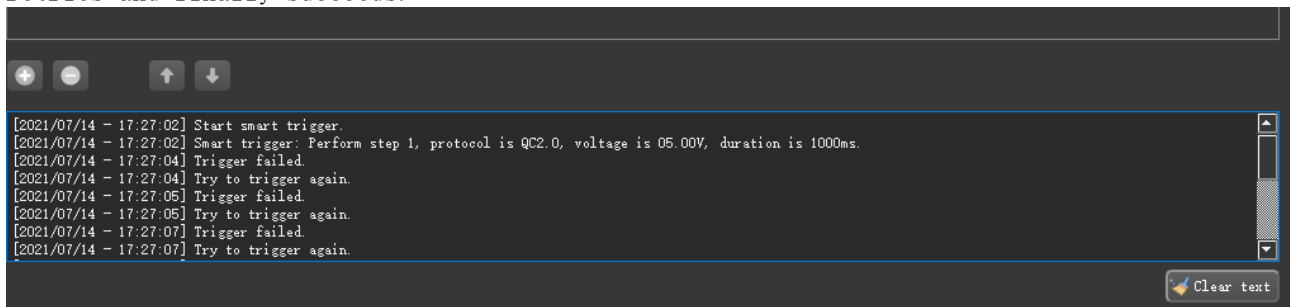 [2021/07/14 - 17:27:02] Start smart trigger.
[2021/07/14 - 17:27:02] Smart trigger: Perform step 1, protocol is QC2.0, voltage is 05.00V, duration is 1000ms.
[2021/07/14 - 17:27:04] Trigger failed.
[2021/07/14 - 17:27:04] Try to trigger again.
[2021/07/14 - 17:27:05] Trigger failed.
[2021/07/14 - 17:27:05] Try to trigger again.
[2021/07/14 - 17:27:07] Trigger failed.
[2021/07/14 - 17:27:07] Try to trigger again.
Clear text